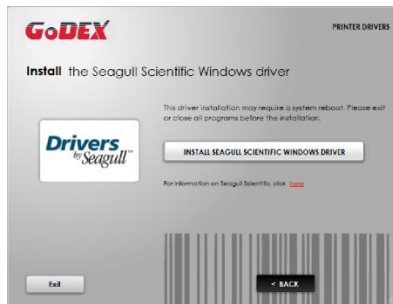 GoDEX
PRINTER DRIVERS
Install the Seagull Scientific Windows driver
This driver installation may require a system reboot. Please exit
or close all programs before the installation.
Drivers
by Seagull™
INSTALL SEAGULL SCIENTIFIC WINDOWS DRIVER
For information on Seagull Scientific, click here
Exit
< BACK